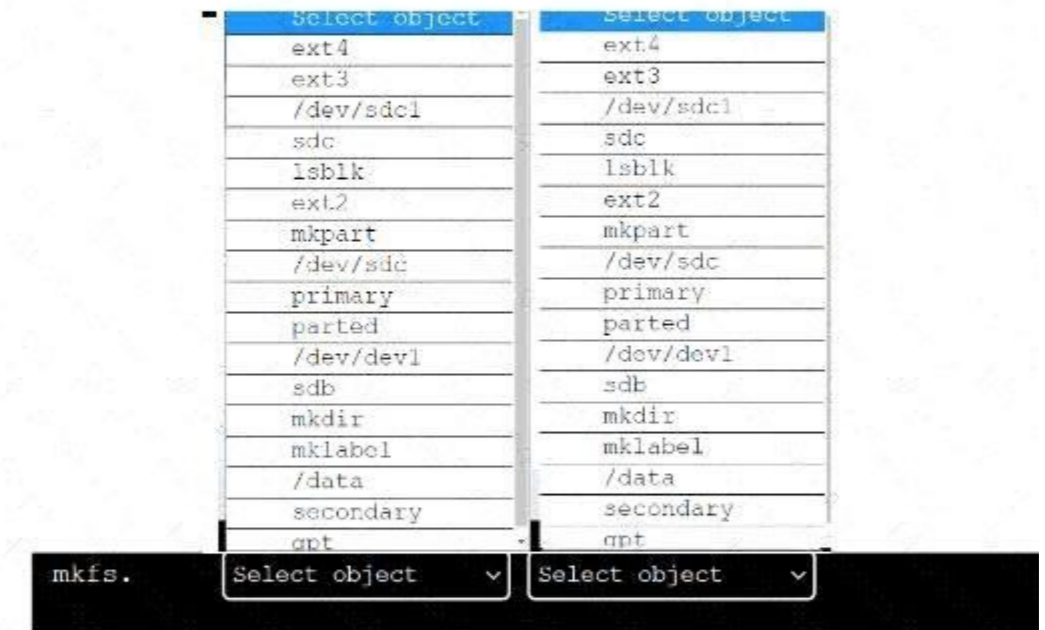 Select object
ext4
ext3
/dev/sdc1
sdc
lsblk
ext2
mkpart
/dev/sdc
primary
parted
/dev/dev1
sdb
mkdir
mklabel
/data
secondary
gpt
Select object
ext4
ext3
/dev/sdc1
sdc
lsblk
ext2
mkpart
/dev/sdc
primary
parted
/dev/dev1
sdb
mkdir
mklabel
/data
secondary
gpt
mkfs. Select object Select object